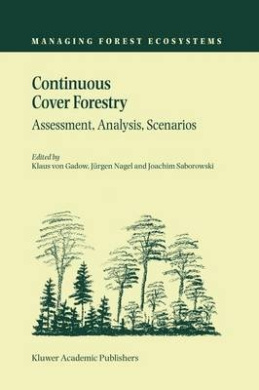 MANAGING FOREST ECOSYSTEMS
Continuous
Cover Forestry
Assessment, Analysis, Scenarios
Edited by
Klaus von Gadow, Jürgen Nagel and Joachim Saborowski
Kluwer Academic Publishers